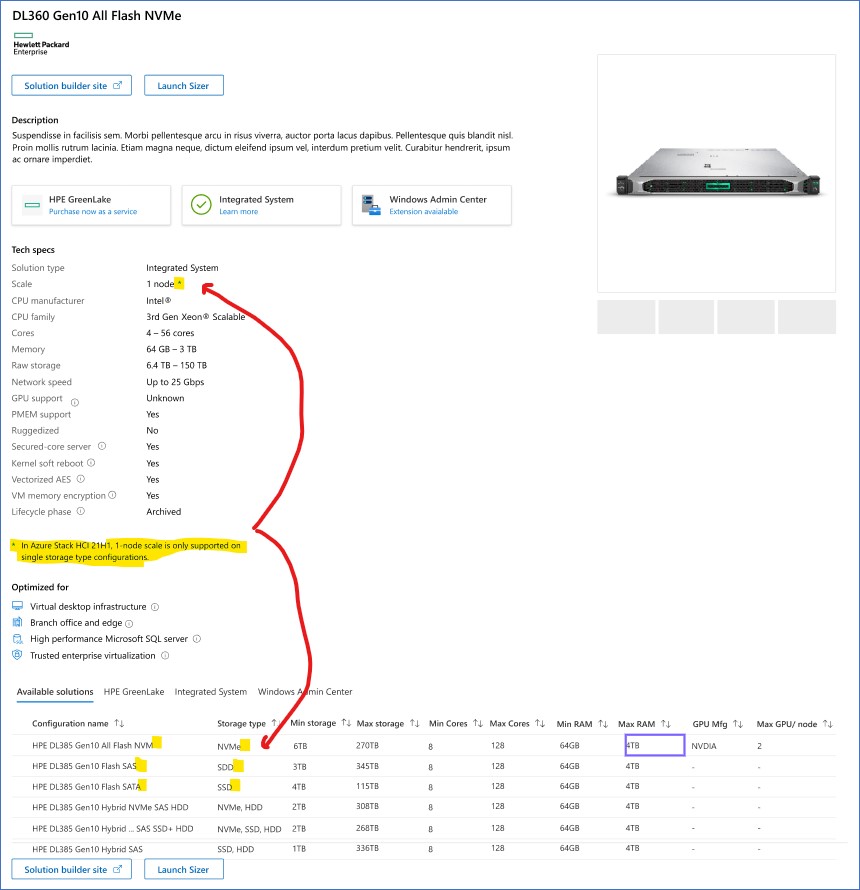 DL360 Gen10 All Flash NVMe
Hewlett Packard
Enterprise
Solution builder site
Launch Sizer
Description
Suspendisse in facilisis sem. Morbi pellentesque arcu in risus viverra, auctor porta lacus dapibus. Pellentesque quis blandit nisl.
Proin mollis rutrum lacinia. Etiam magna neque, dictum eleifend ipsum vel, interdum pretium velit. Curabitur hendrerit, ipsum
ac ornare imperdiet.
HPE GreenLake
Purchase now as a service
Integrated System
Learn more
Windows Admin Center
Extension avaialable
Tech specs
Solution type Integrated System
Scale 1 node *
CPU manufacturer Intel®
CPU family 3rd Gen Xeon® Scalable
Cores 4 – 56 cores
Memory 64 GB – 3 TB
Raw storage 6.4 TB – 150 TB
Network speed Up to 25 Gbps
GPU support Unknown
PMEM support Yes
Ruggedized No
Secured-core server Yes
Kernel soft reboot Yes
Vectorized AES Yes
VM memory encryption Yes
Lifecycle phase Archived
* In Azure Stack HCI 21H1, 1-node scale is only supported on
single storage type configurations.
Optimized for
Virtual desktop infrastructure
Branch office and edge
High performance Microsoft SQL server
Trusted enterprise virtualization
Available solutions HPE GreenLake Integrated System Windows Admin Center
Configuration name Storage type Min storage Max storage Min Cores Max Cores Min RAM Max RAM GPU Mfg Max GPU/ node
HPE DL385 Gen10 All Flash NVM NVMe 6TB 270TB 8 128 64GB 4TB NVDIA 2
HPE DL385 Gen10 Flash SAS SDD 3TB 345TB 8 128 64GB 4TB - -
HPE DL385 Gen10 Flash SATA SSD 4TB 115TB 8 128 64GB 4TB - -
HPE DL385 Gen10 Hybrid NVMe SAS HDD NVMe, HDD 2TB 308TB 8 128 64GB 4TB - -
HPE DL385 Gen10 Hybrid ... SAS SSD+ HDD NVMe, SSD, HDD 2TB 268TB 8 128 64GB 4TB - -
HPE DL385 Gen10 Hybrid SAS SSD, HDD 1TB 336TB 8 128 64GB 4TB - -
Solution builder site
Launch Sizer